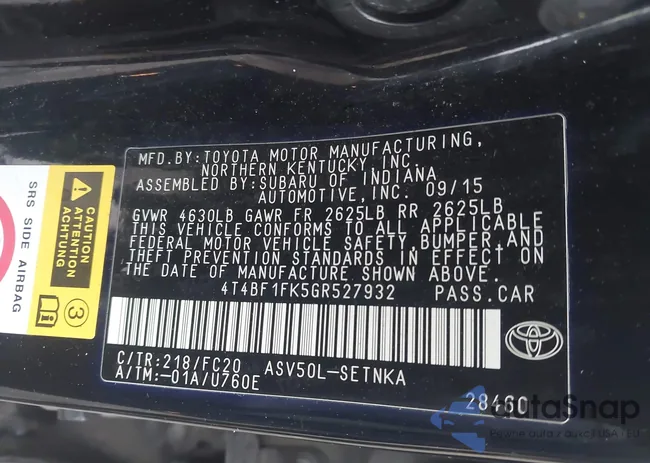 MFD.BY:TOYOTA MOTOR MANUFACTURING,
NORTHERN KENTUCKY,INC
ASSEMBLED BY:SUBARU OF INDIANA
AUTOMOTIVE,INC. 09/15
GVWR 4630LB GAWR FR 2625LB RR 2625LB
THIS VEHICLE CONFORMS TO ALL APPLICABLE
FEDERAL MOTOR VEHICLE SAFETY,BUMPER,AND
THEFT PREVENTION STANDARDS IN EFFECT ON
THE DATE OF MANUFACTURE SHOWN ABOVE.
4T4BF1FK5GR527932 PASS.CAR
C/TR:218/FC20 ASV50L-SETNKA
A/TM:-01A/U760E
28460
SRS SIDE AIRBAG
CAUTION
ATTENTION
ACHTUNG
3
autoSnap